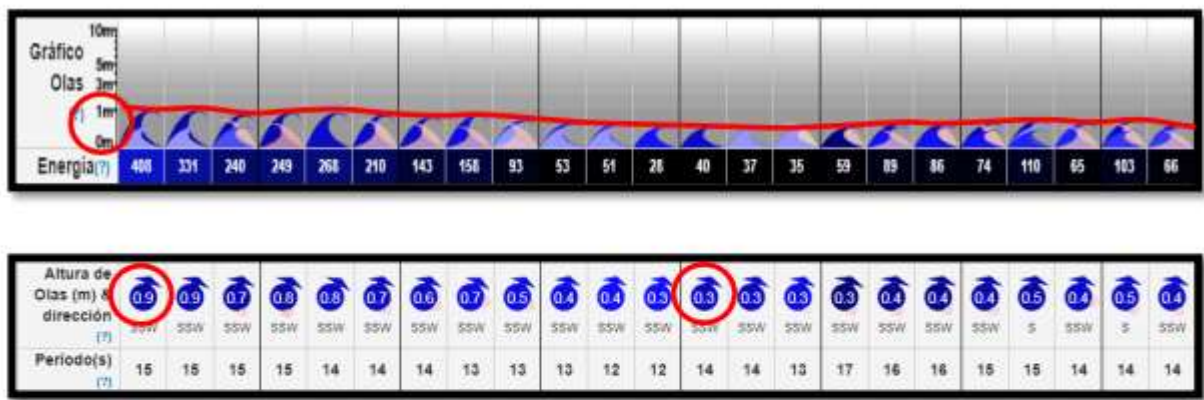 10m
Gráfico
5m
Olas 3m
?)
1m
0m
Energía(?) 408 331 240 249 268 210 143 158 93 53 51 28 40 37 35 59 89 86 74 110 65 103 66
Altura de
Olas (m) &
dirección
(?)
0.9 0.9 0.7 0.8 0.8 0.7 0.6 0.7 0.5 0.4 0.4 0.3 0.3 0.3 0.3 0.3 0.4 0.4 0.4 0.5 0.4 0.5 0.4
SSW SSW SSW SSW SSW SSW SSW SSW SSW SSW SSW SSW SSW SSW SSW SSW SSW SSW SSW S SSW S SSW
Periodo(s)
(?)
15 15 15 15 14 14 14 13 13 13 12 12 14 14 13 17 16 16 15 15 14 14 14